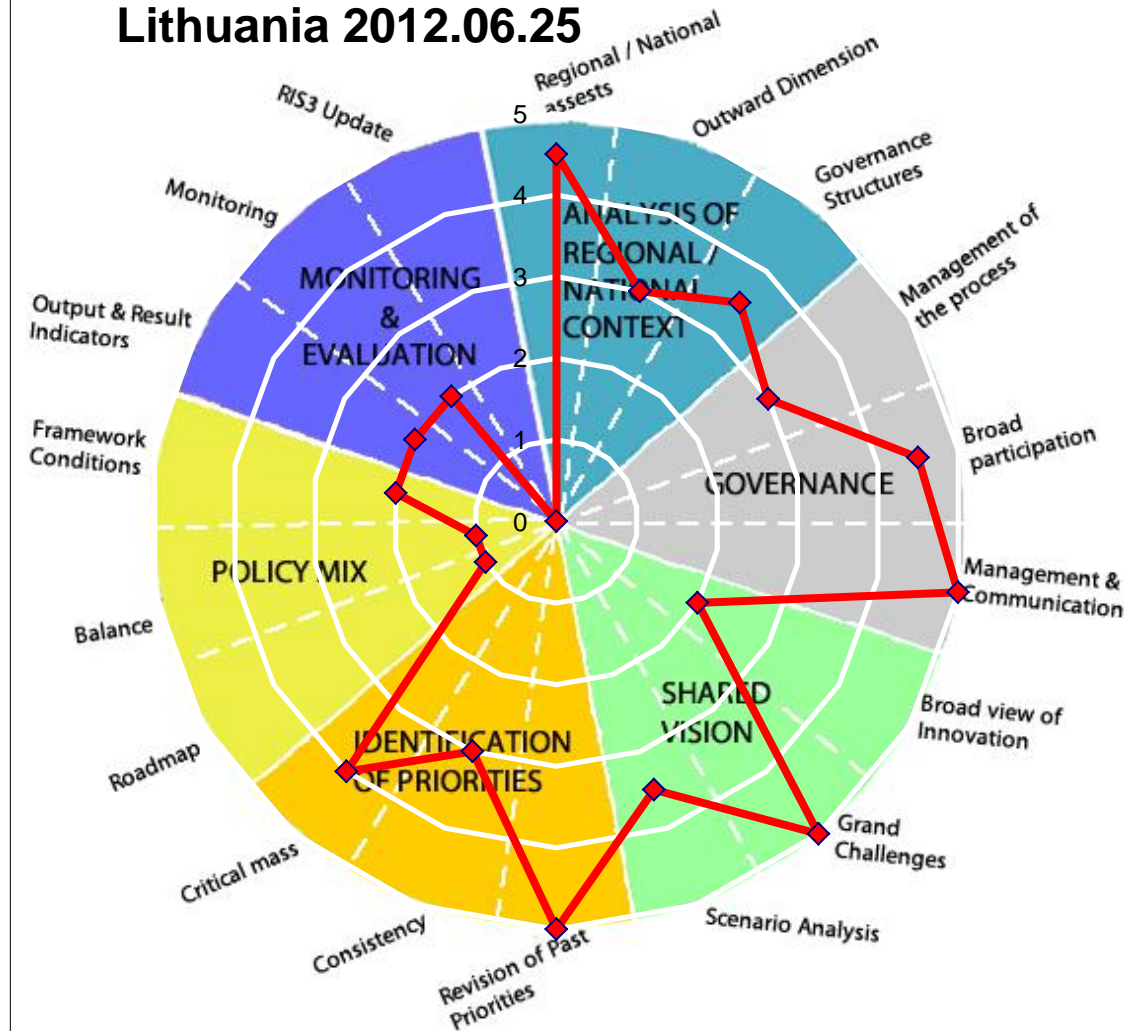 Lithuania 2012.06.25
Regional / National
assests
Outward Dimension
Governance
Structures
Management of
the process
Broad
participation
Management &
Communication
Broad view of
Innovation
Grand
Challenges
Scenario Analysis
Revision of Past
Priorities
Consistency
Critical mass
Roadmap
Balance
Framework
Conditions
Output & Result
Indicators
Monitoring
RIS3 Update
5
4
3
2
1
0
ANALYSIS OF
REGIONAL /
NATIONAL
CONTEXT
GOVERNANCE
SHARED
VISION
IDENTIFICATION
OF PRIORITIES
POLICY MIX
MONITORING
&
EVALUATION